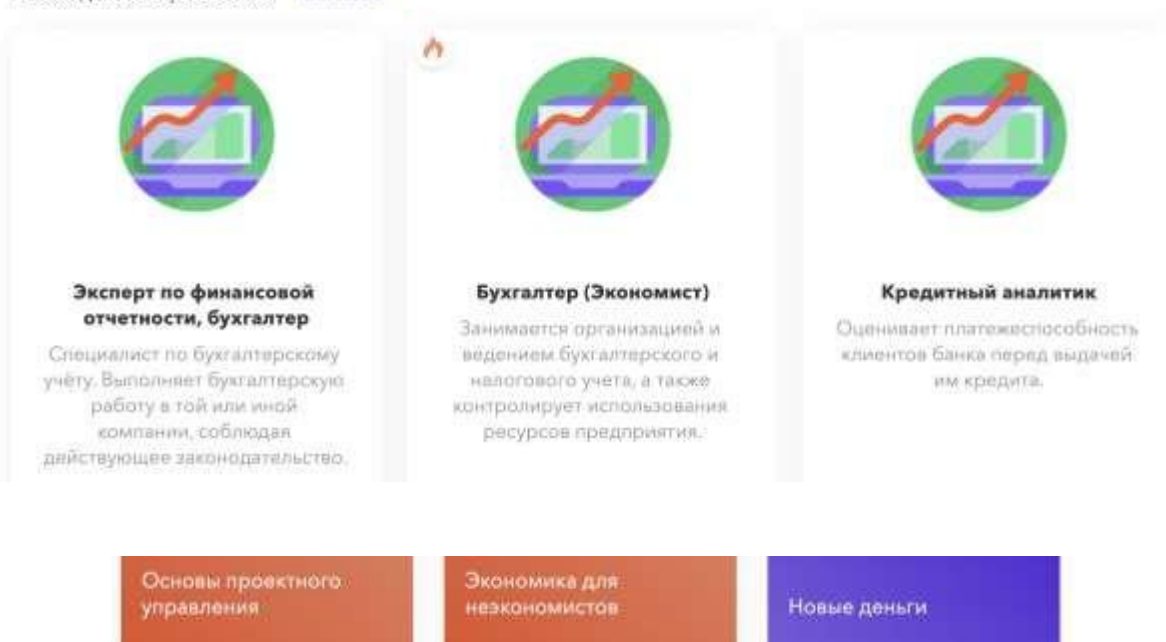 Эксперт по финансовой
отчетности, бухгалтер
Специалист по бухгалтерскому
учёту. Выполняет бухгалтерскую
работу в той или иной
компании, соблюдая
действующее законодательство.
Бухгалтер (Экономист)
Занимается организацией и
ведением бухгалтерского и
налогового учета, а также
контролирует использования
ресурсов предприятия.
Кредитный аналитик
Оценивает платежеспособность
клиентов банка перед выдачей
им кредита.
Основы проектного
управления
Экономика для
неэкономистов
Новые деньги